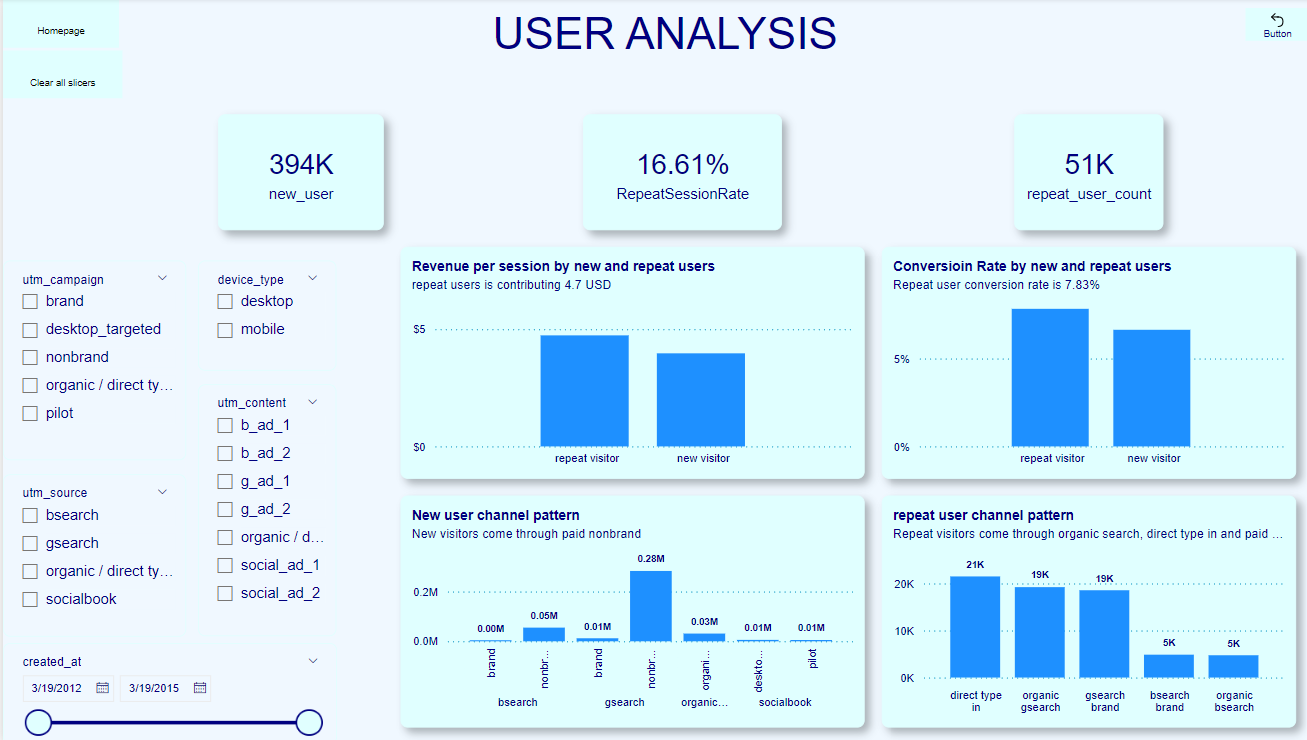 Homepage
USER ANALYSIS
Button
Clear all slicers
394K
new_user
16.61%
RepeatSessionRate
51K
repeat_user_count
utm_campaign
brand
desktop_targeted
nonbrand
organic / direct ty…
pilot
device_type
desktop
mobile
utm_content
b_ad_1
b_ad_2
g_ad_1
g_ad_2
organic / d…
social_ad_1
social_ad_2
utm_source
bsearch
gsearch
organic / direct ty…
socialbook
created_at
3/19/2012 3/19/2015
Revenue per session by new and repeat users
repeat users is contributing 4.7 USD
$5
$0
repeat visitor new visitor
Conversioin Rate by new and repeat users
Repeat user conversion rate is 7.83%
5%
0%
repeat visitor new visitor
New user channel pattern
New visitors come through paid nonbrand
0.2M
0.0M
0.00M 0.05M 0.01M 0.28M 0.03M 0.01M 0.01M
brand nonbr… brand nonbr… organi… deskto… pilot
bsearch gsearch organic… socialbook
repeat user channel pattern
Repeat visitors come through organic search, direct type in and paid …
20K
10K
0K
21K 19K 19K 5K 5K
direct type in
organic gsearch
gsearch brand
bsearch brand
organic bsearch